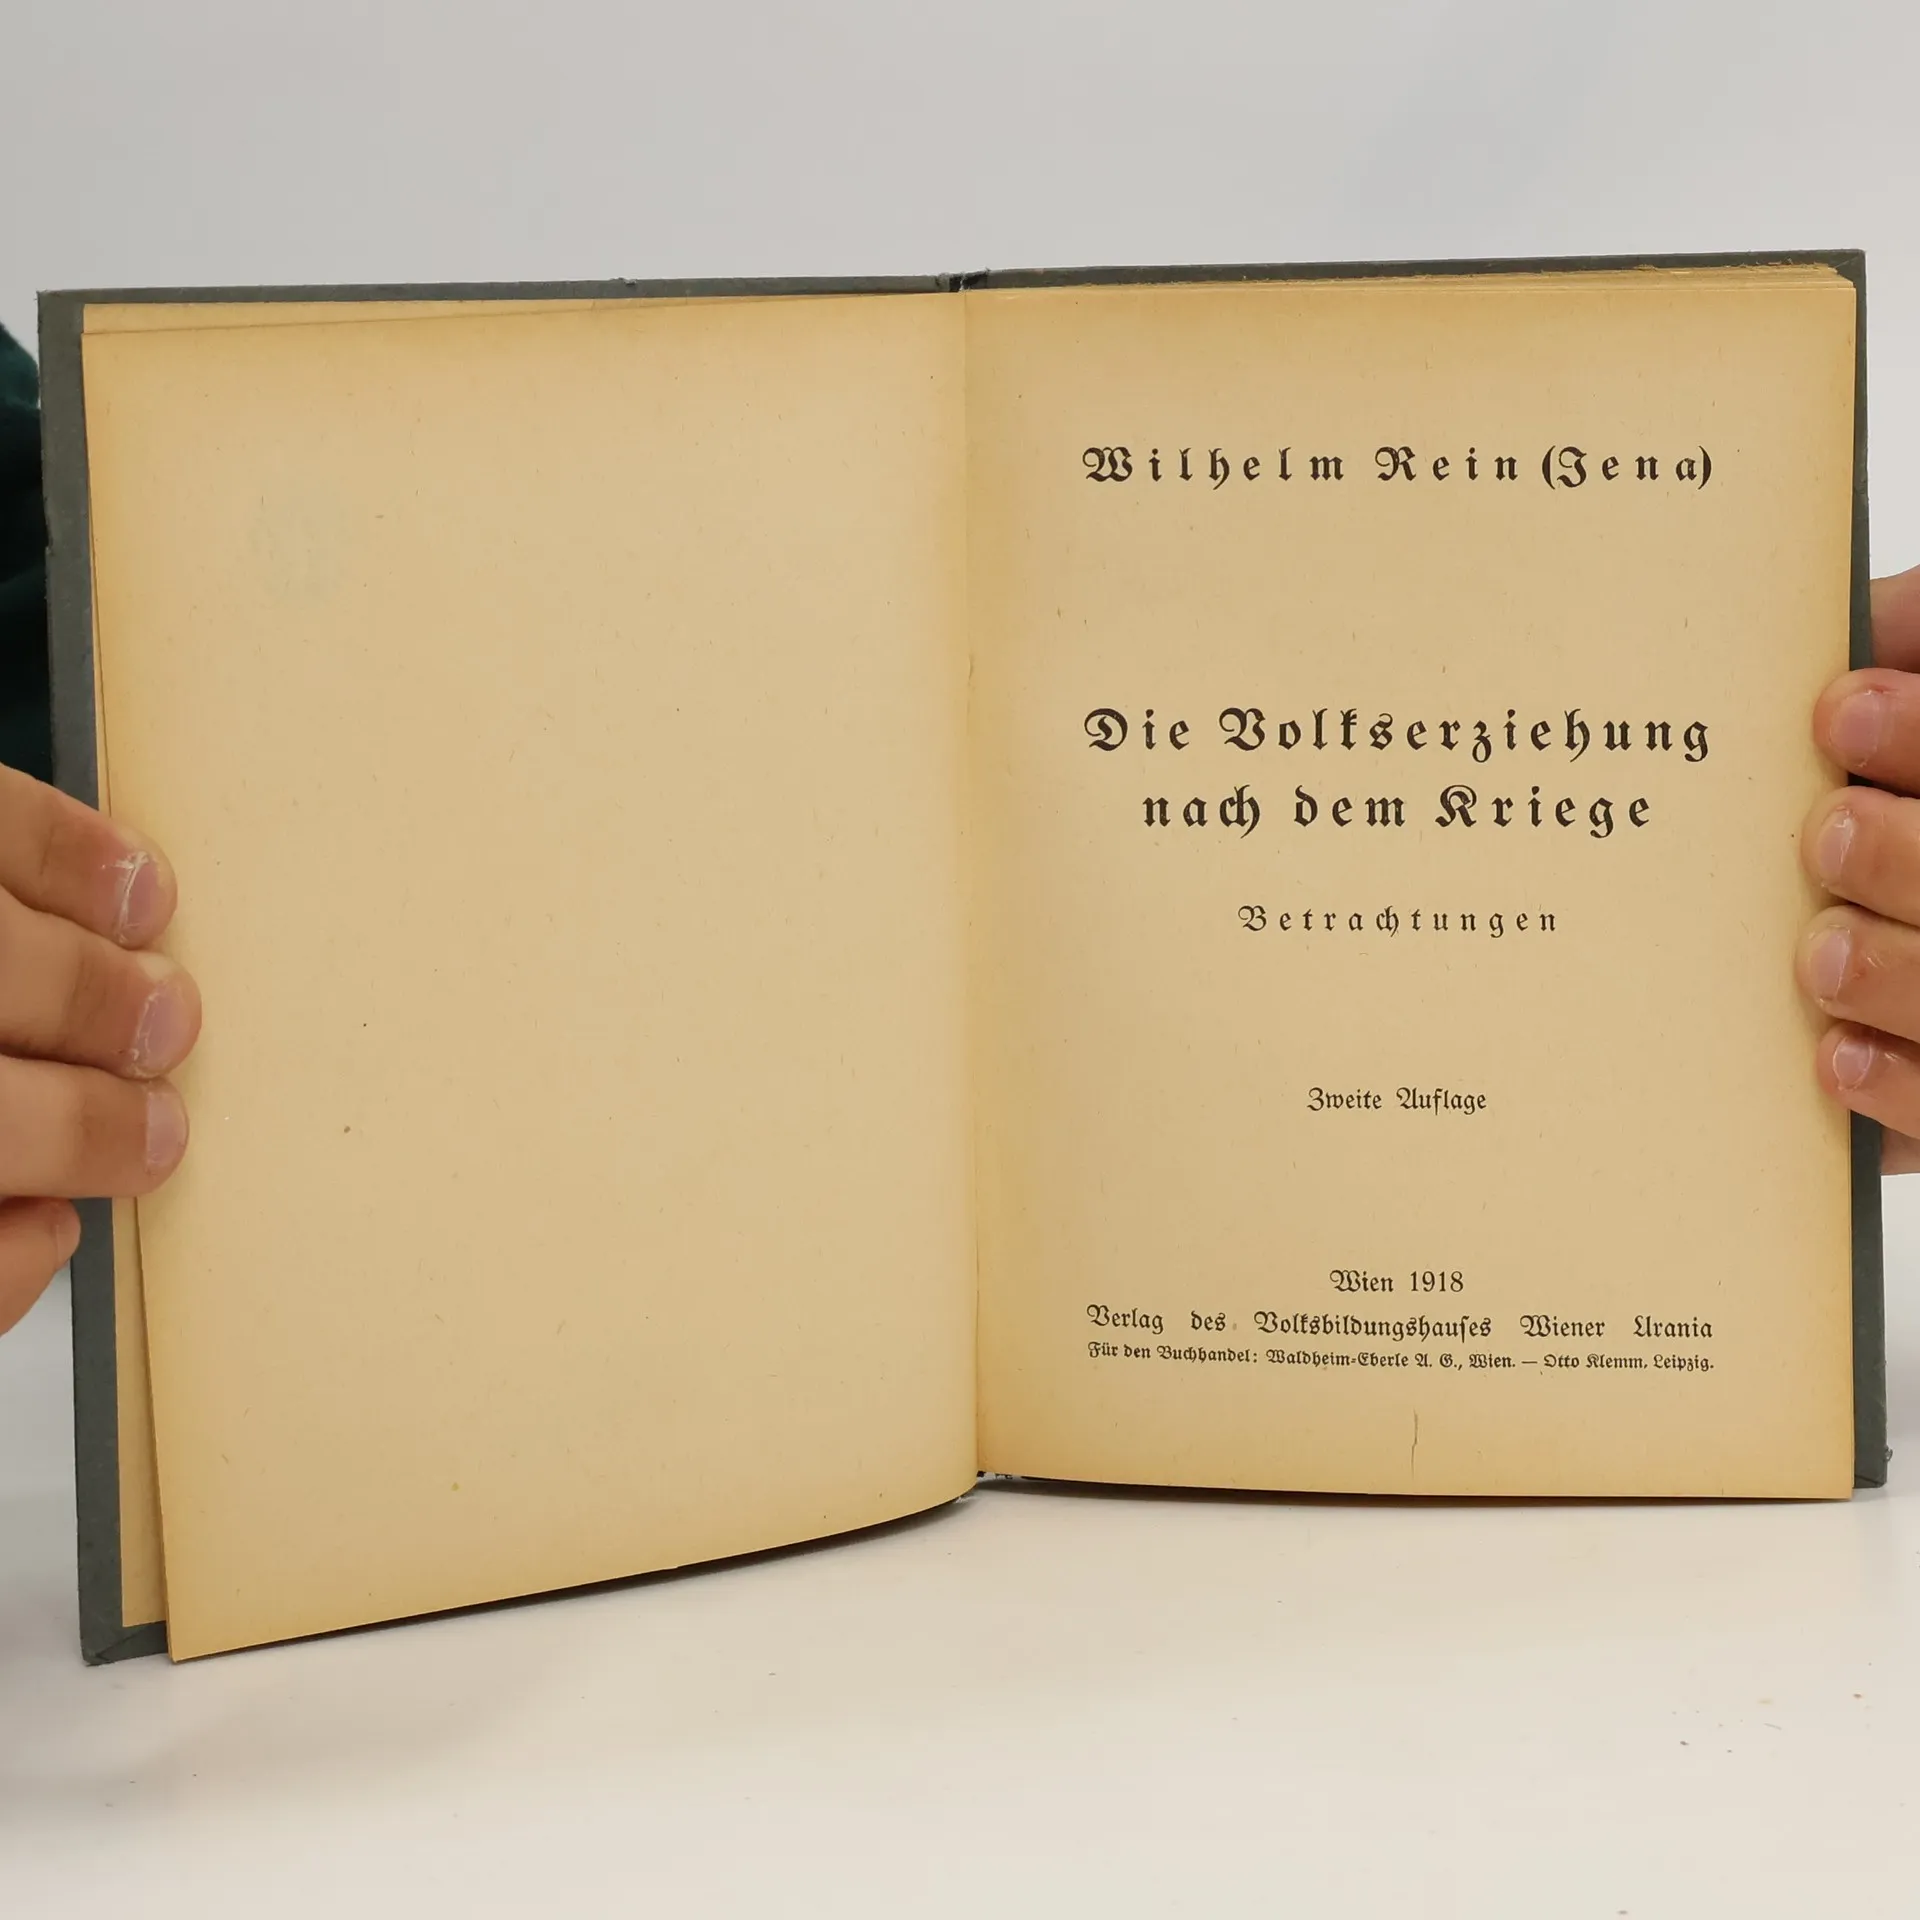 Wilhelm Rein (Jena)
Die Volkserziehung
nach dem Kriege
Betrachtungen
Zweite Auflage
Wien 1918
Verlag des Volksbildungshauſes Wiener Urania
Für den Buchhandel: Waldheim-Eberle A. G., Wien. — Otto Klemm, Leipzig.